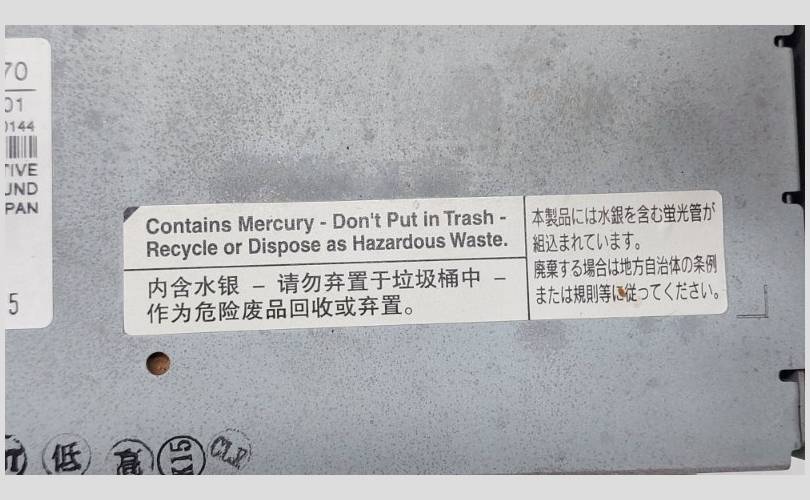 70
01
0144
TIVE
UND
PAN
5
Contains Mercury - Don't Put in Trash -
Recycle or Dispose as Hazardous Waste.
内含水银 – 请勿弃置于垃圾桶中 –
作为危险废品回收或弃置。
本製品には水銀を含む蛍光管が
組込まれています。
廃棄する場合は地方自治体の条例
または規則等に従ってください。
低 高 K15